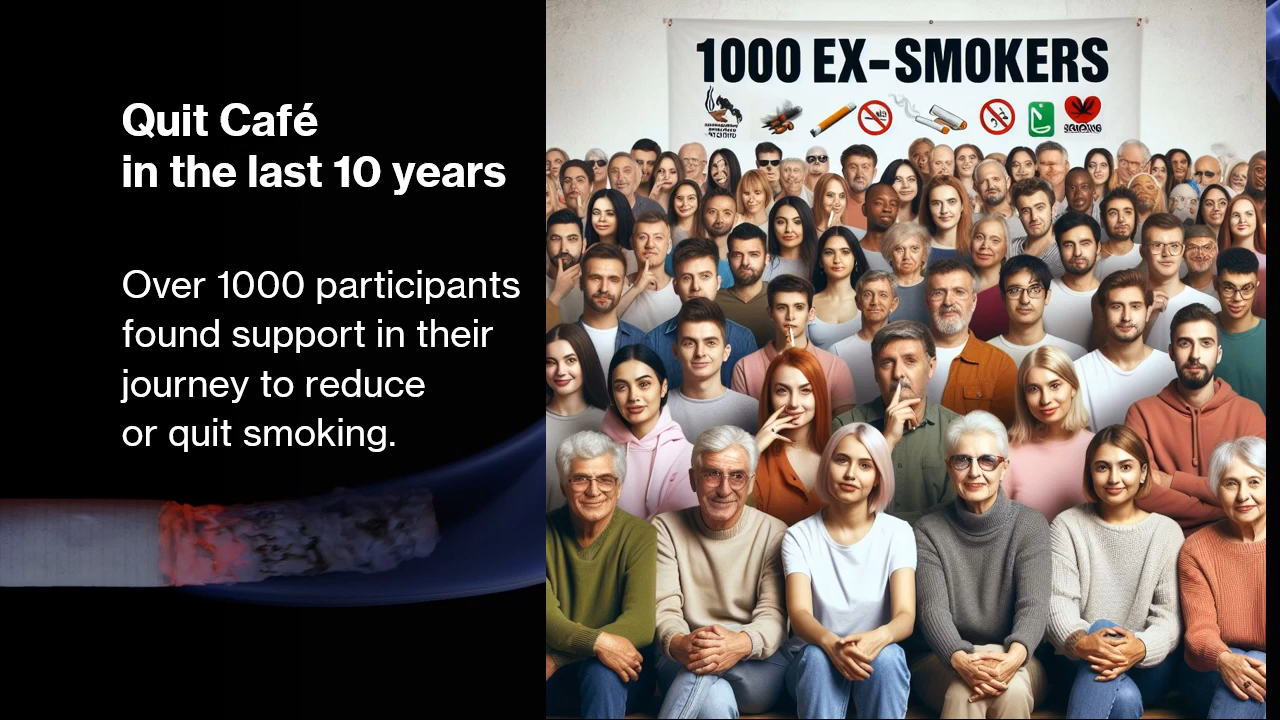 Quit Café
in the last 10 years
Over 1000 participants
found support in their
journey to reduce
or quit smoking.
1000 EX-SMOKERS